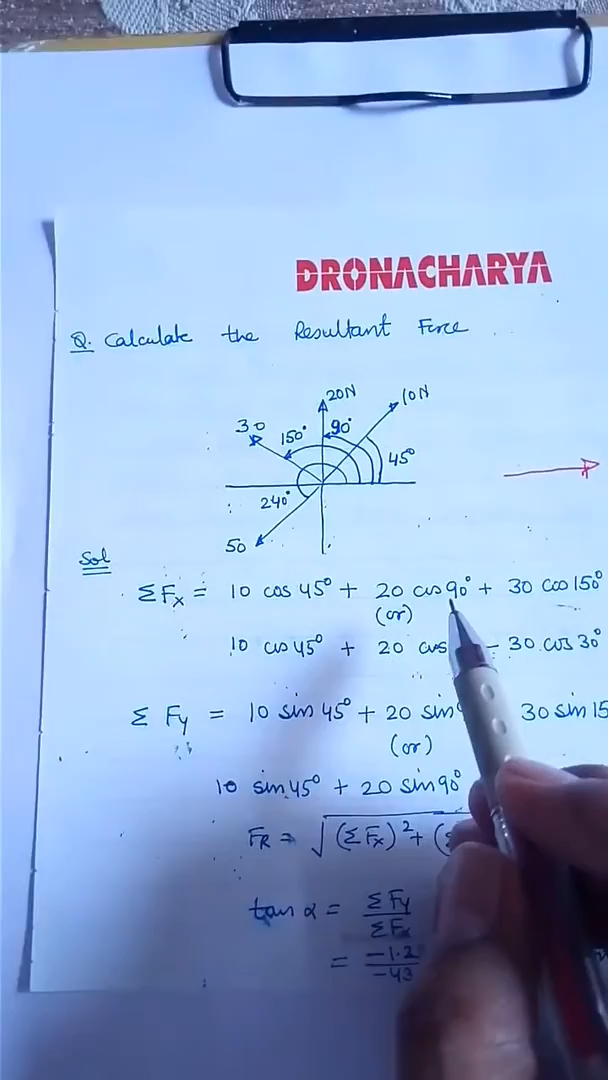 DRONACHARYA
Q. Calculate the Resultant Force
20N
10N
30
150°
90°
45°
240°
50
Sol
ΣFx = 10 cos 45° + 20 cos 90° + 30 cos 150°
(or)
10 cos 45° + 20 cos - 30 cos 30°
Σ Fy = 10 sin 45° + 20 sin 30 sin 15
(or)
10 sin 45° + 20 sin 90°
FR = √(ΣFx)² + (
tan α = ΣFy
ΣFx
= -1.2
-43